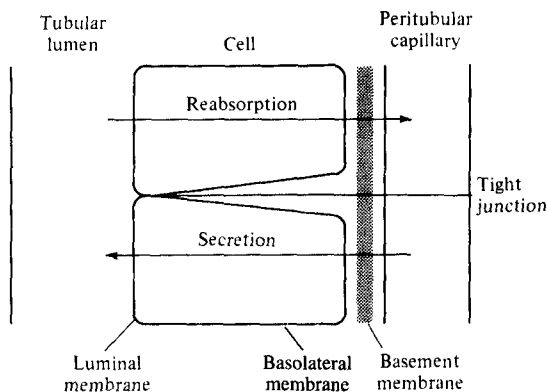 Tubular
lumen
Cell
Peritubular
capillary
Reabsorption
Tight
junction
Secretion
Luminal
membrane
Basolateral
membrane
Basement
membrane